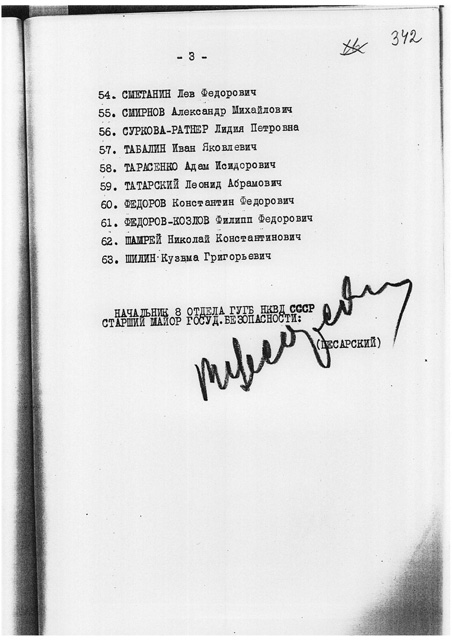 342
- 3 -
54. СМЕТАНИН Лев Федорович
55. СМИРНОВ Александр Михайлович
56. СУРКОВА-РАТНЕР Лидия Петровна
57. ТАБАЛИН Иван Яковлевич
58. ТАРАСЕНКО Адам Исидорович
59. ТАТАРСКИЙ Леонид Абрамович
60. ФЕДОРОВ Константин Федорович
61. ФЕДОРОВ-КОЗЛОВ Филипп Федорович
62. ШАМРЕЙ Николай Константинович
63. ШИЛИН Кузьма Григорьевич
НАЧАЛЬНИК 8 ОТДЕЛА ГУГБ НКВД СССР
СТАРШИЙ МАЙОР ГОСУД.БЕЗОПАСНОСТИ:
(ЦЕСАРСКИЙ)